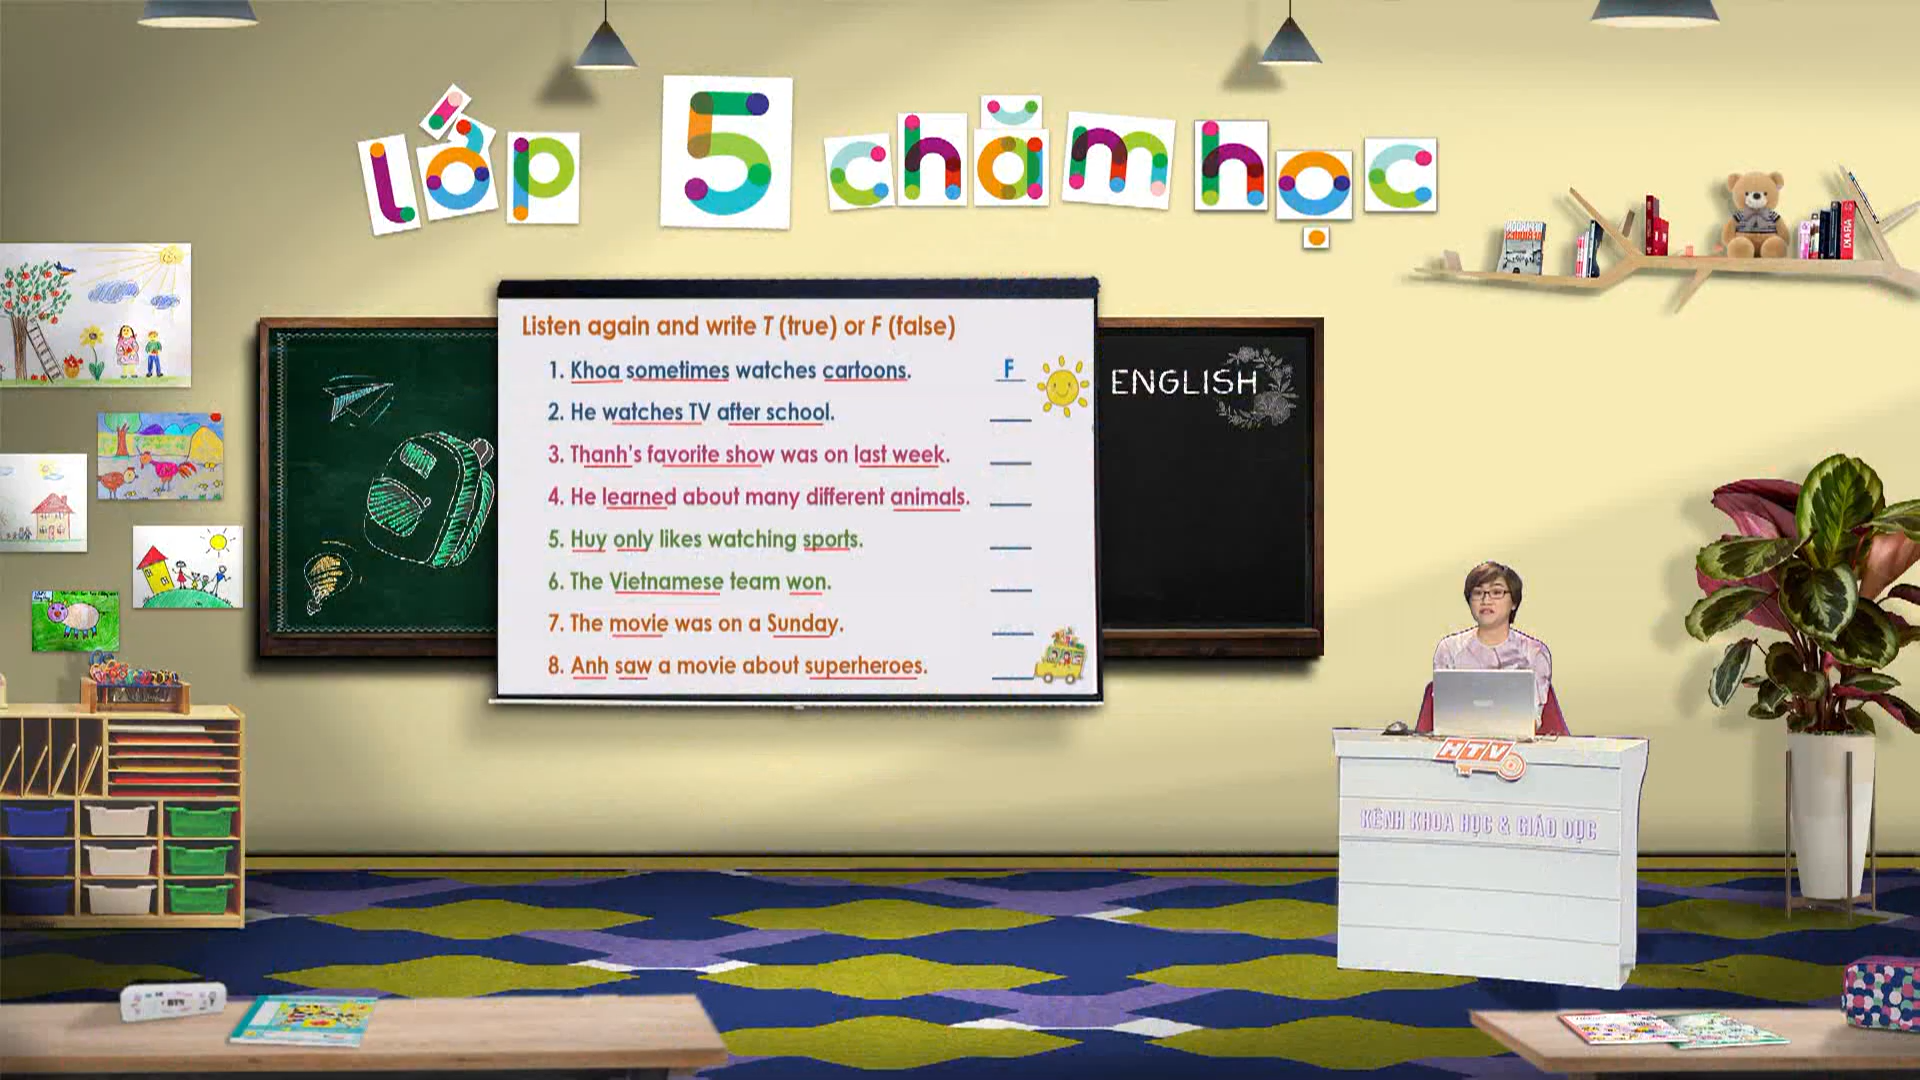 lớp 5 chăm học
Listen again and write T (true) or F (false)
1. Khoa sometimes watches cartoons. F
2. He watches TV after school.
3. Thanh's favorite show was on last week.
4. He learned about many different animals.
5. Huy only likes watching sports.
6. The Vietnamese team won.
7. The movie was on a Sunday.
8. Anh saw a movie about superheroes.
ENGLISH
HTV
KÊNH KHOA HỌC & GIÁO DỤC